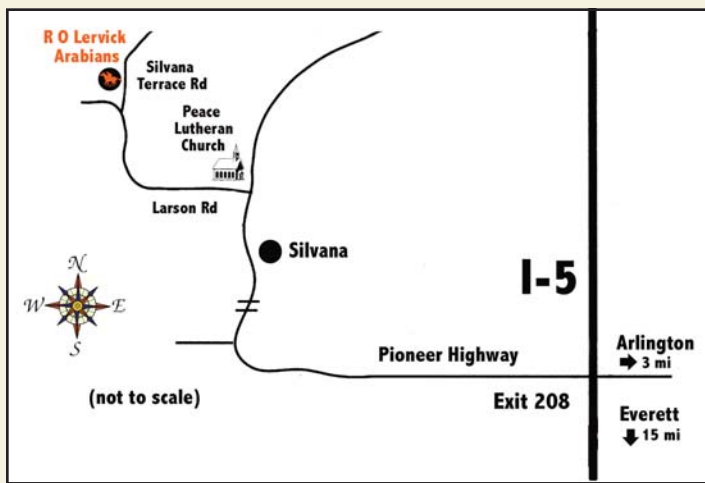 R O Lervick
Arabians
Silvana
Terrace Rd
Peace
Lutheran
Church
Larson Rd
Silvana
N
W
E
S
I-5
Pioneer Highway
Arlington
3 mi
(not to scale)
Exit 208
Everett
15 mi